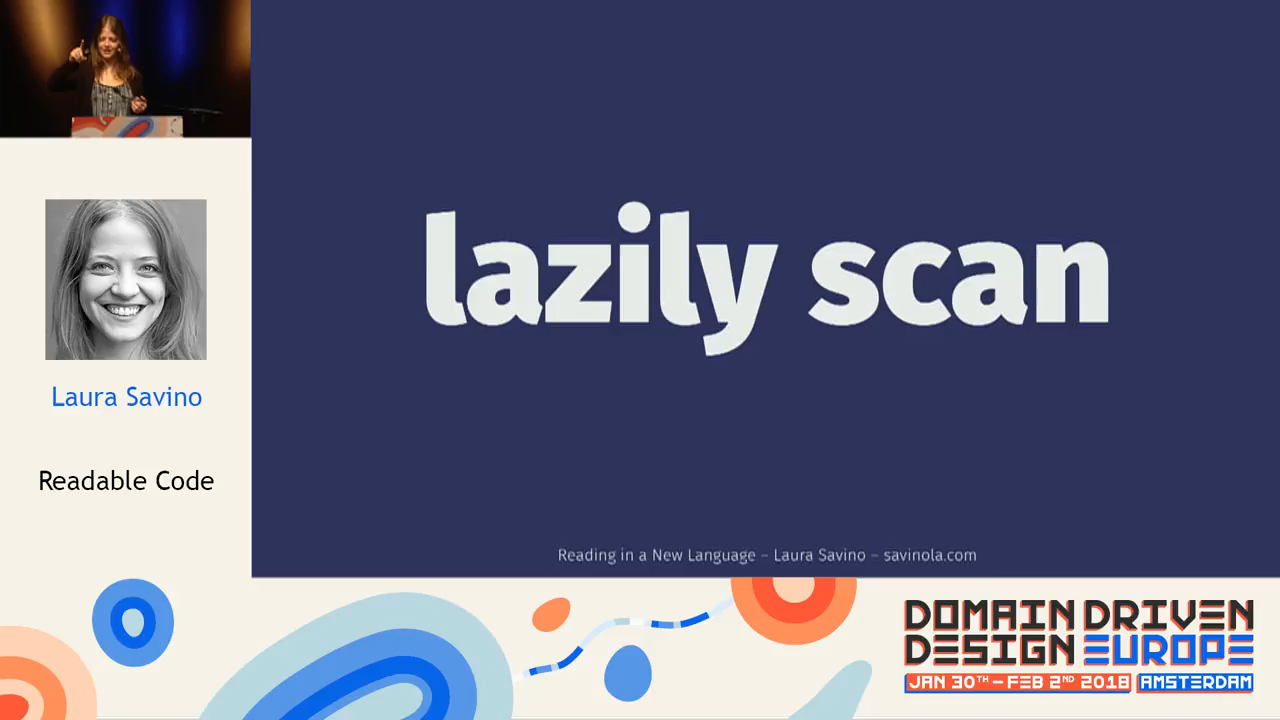 lazily scan
Laura Savino
Readable Code
Reading in a New Language – Laura Savino – savinola.com
DOMAIN DRIVEN
DESIGN EUROPE
JAN 30TH – FEB 2ND 2018 AMSTERDAM